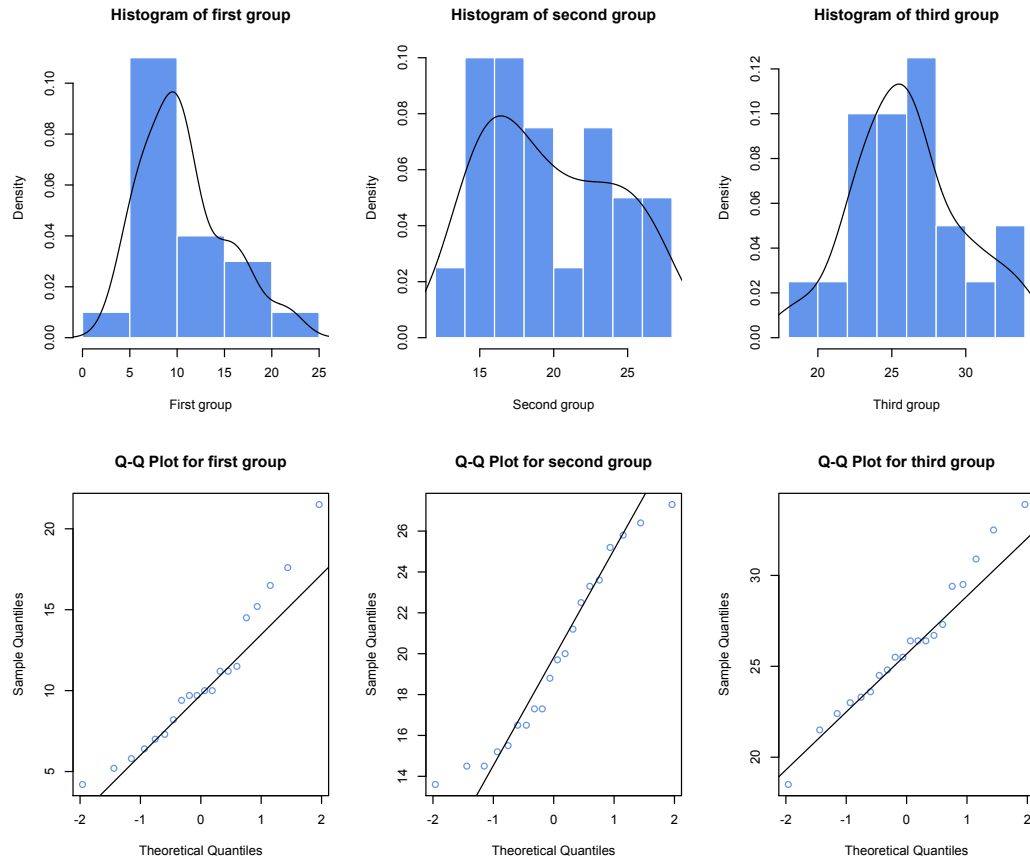 Histogram of first group
Density
0.00 0.02 0.04 0.06 0.08 0.10
0 5 10 15 20 25
First group
Histogram of second group
Density
0.00 0.02 0.04 0.06 0.08 0.10
15 20 25
Second group
Histogram of third group
Density
0.00 0.02 0.04 0.06 0.08 0.10 0.12
20 25 30
Third group
Q-Q Plot for first group
Sample Quantiles
5 10 15 20
-2 -1 0 1 2
Theoretical Quantiles
Q-Q Plot for second group
Sample Quantiles
14 16 18 20 22 24 26
-2 -1 0 1 2
Theoretical Quantiles
Q-Q Plot for third group
Sample Quantiles
20 25 30
-2 -1 0 1 2
Theoretical Quantiles